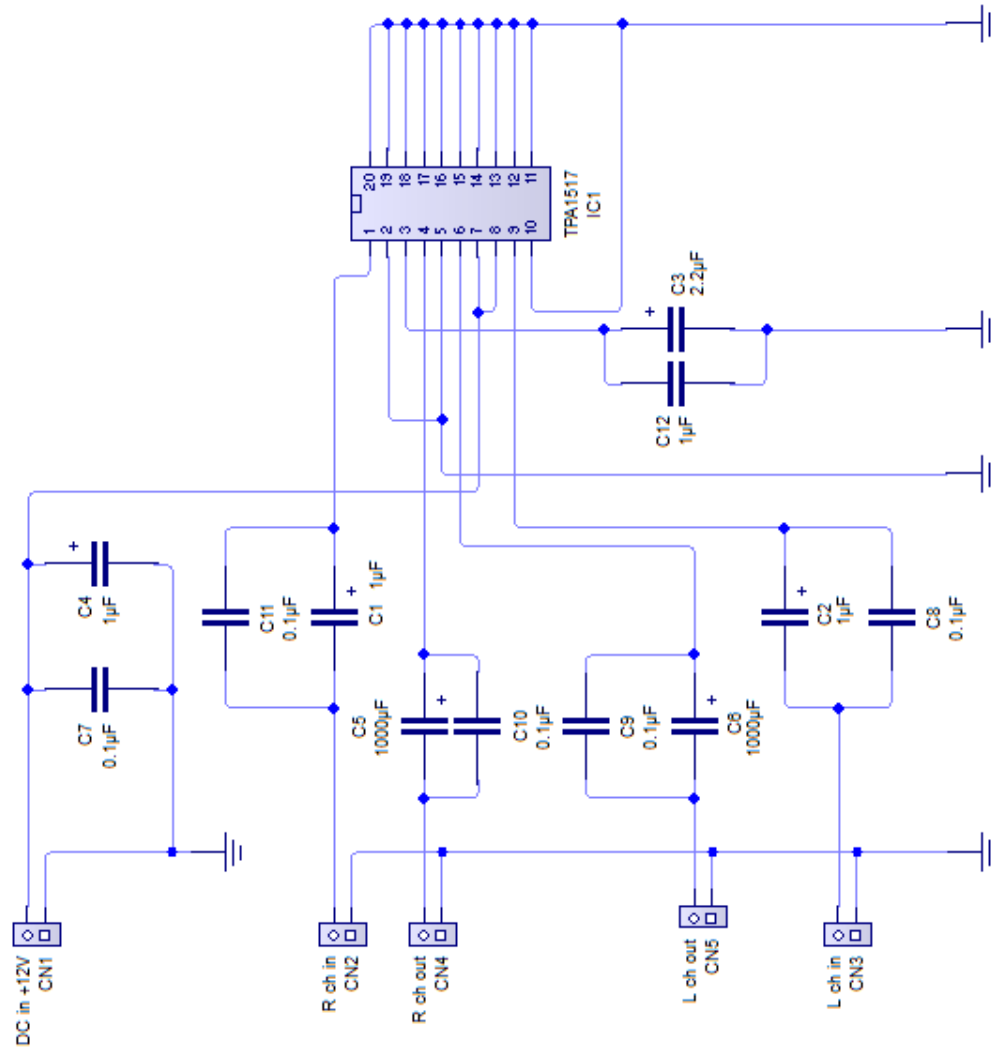 20
19
18
17
16
15
14
13
12
11
1
2
3
4
5
6
7
8
9
10
TPA1517
IC1
+
C3
2.2µF
C12
1µF
+
C4
1µF
C7
0.1µF
C11
0.1µF
1µF
+
C1
C5
1000µF
+
C10
0.1µF
C9
0.1µF
+
C6
1000µF
+
C2
1µF
C8
0.1µF
DC in +12V
CN1
R ch in
CN2
R ch out
CN4
L ch out
CN5
L ch in
CN3